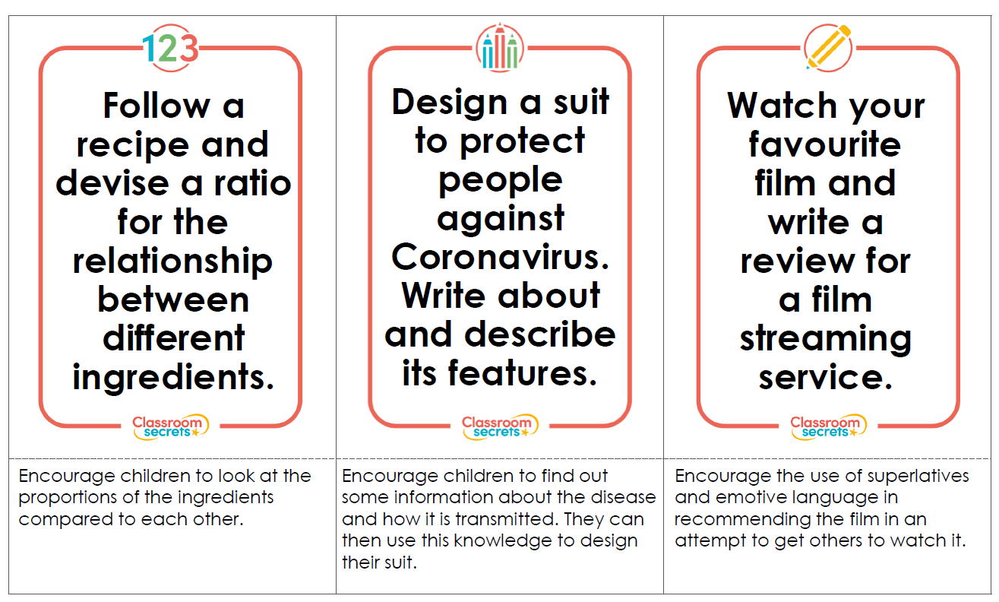 123
Follow a
recipe and
devise a ratio
for the
relationship
between
different
ingredients.
Classroom
secrets
Encourage children to look at the
proportions of the ingredients
compared to each other.
Design a suit
to protect
people
against
Coronavirus.
Write about
and describe
its features.
Classroom
secrets
Encourage children to find out
some information about the disease
and how it is transmitted. They can
then use this knowledge to design
their suit.
Watch your
favourite
film and
write a
review for
a film
streaming
service.
Classroom
secrets
Encourage the use of superlatives
and emotive language in
recommending the film in an
attempt to get others to watch it.